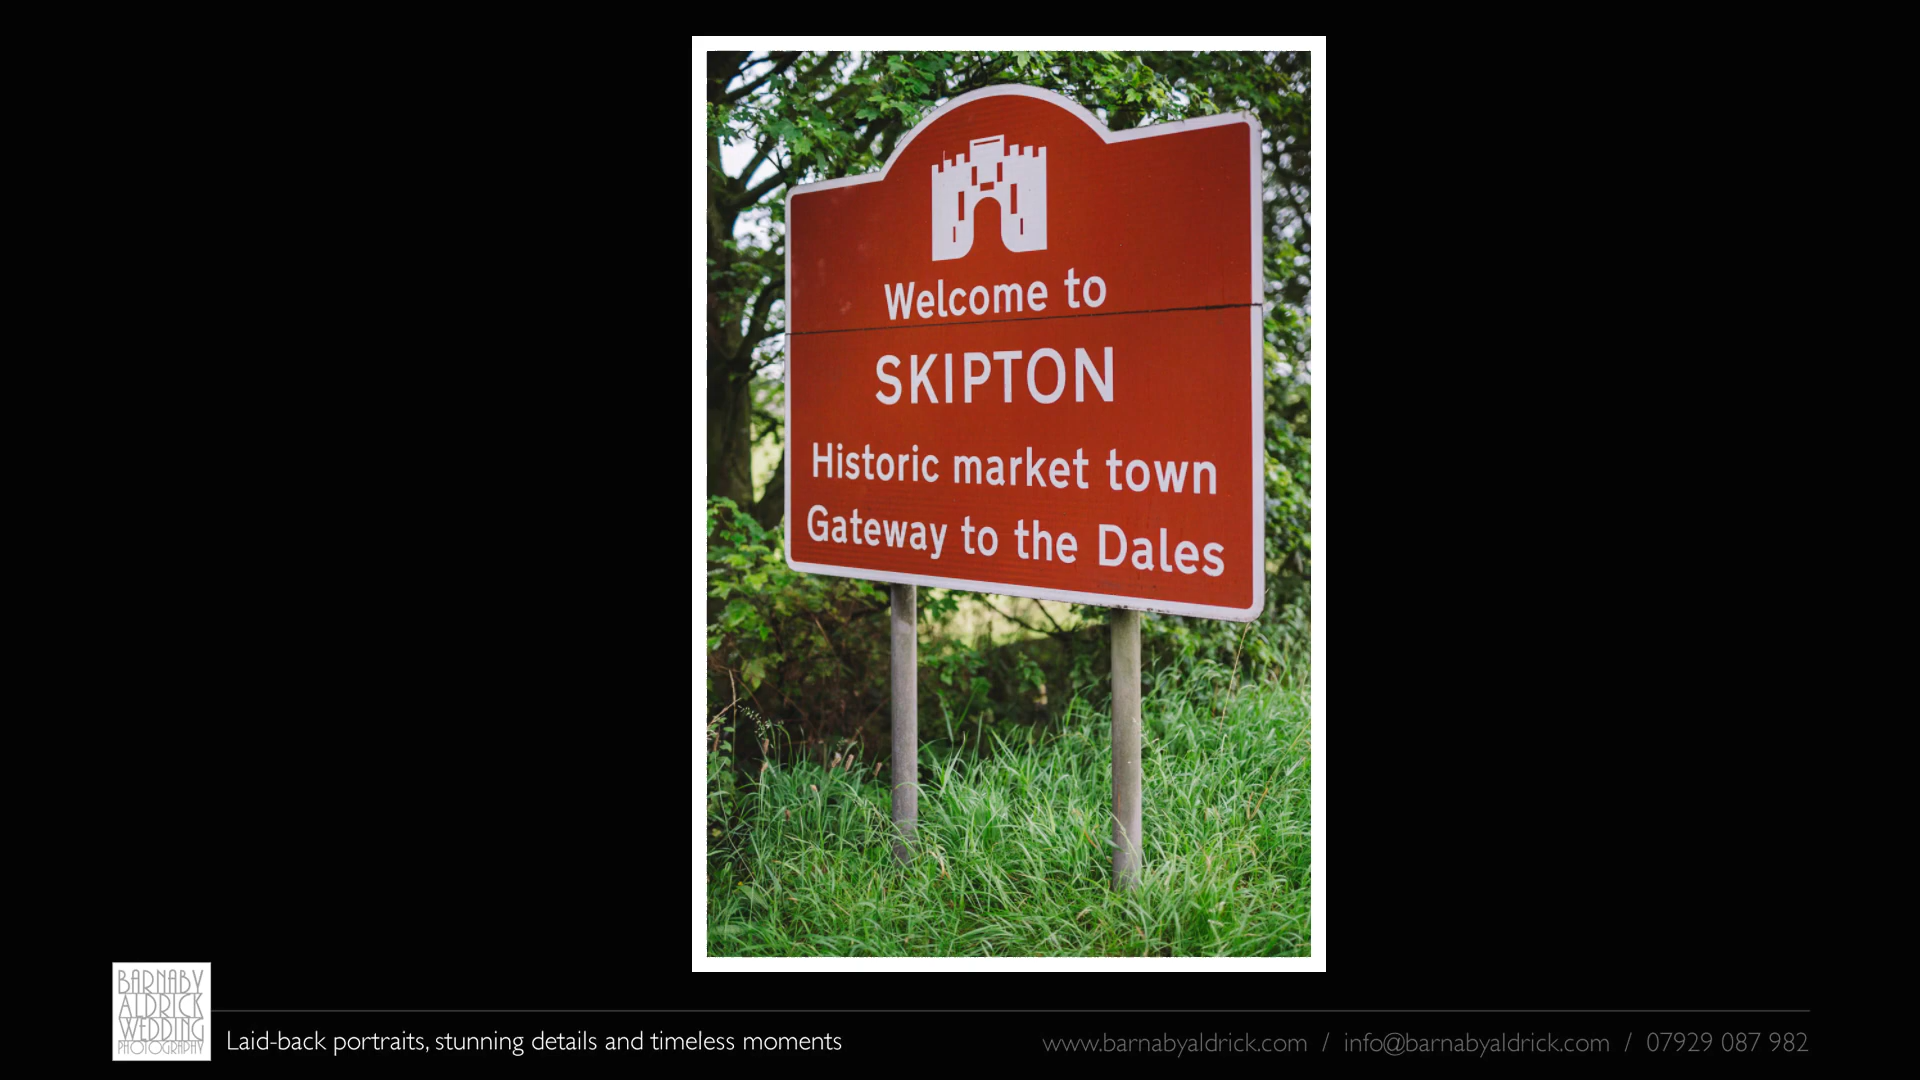 Welcome to
SKIPTON
Historic market town
Gateway to the Dales
BARNABY
ALDRICK
WEDDING
PHOTOGRAPHY
Laid-back portraits, stunning details and timeless moments
www.barnabyaldrick.com / info@barnabyaldrick.com / 07929 087 982